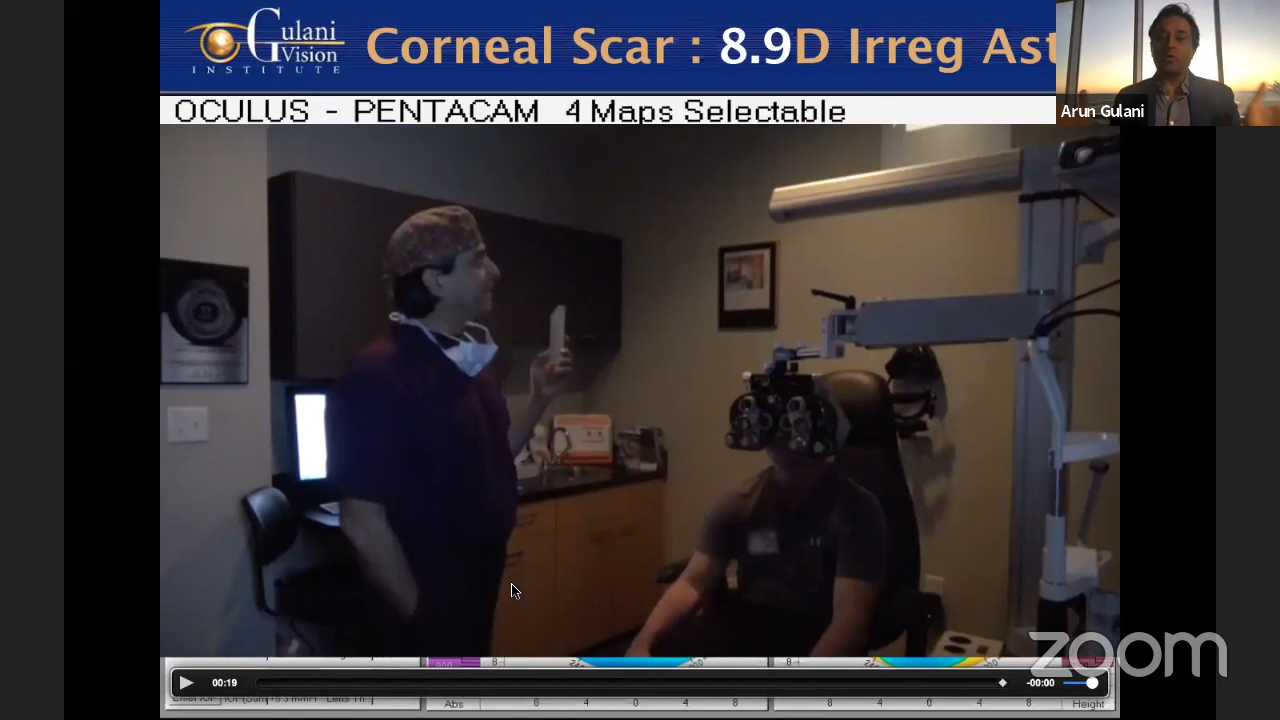 Gulani
Vision
INSTITUTE
Corneal Scar : 8.9D Irreg Ast
Arun Gulani
OCULUS - PENTACAM 4 Maps Selectable
zoom
00:19
-00:00
Abs
8 4 0 4 8
8 4 0 4 8
Height